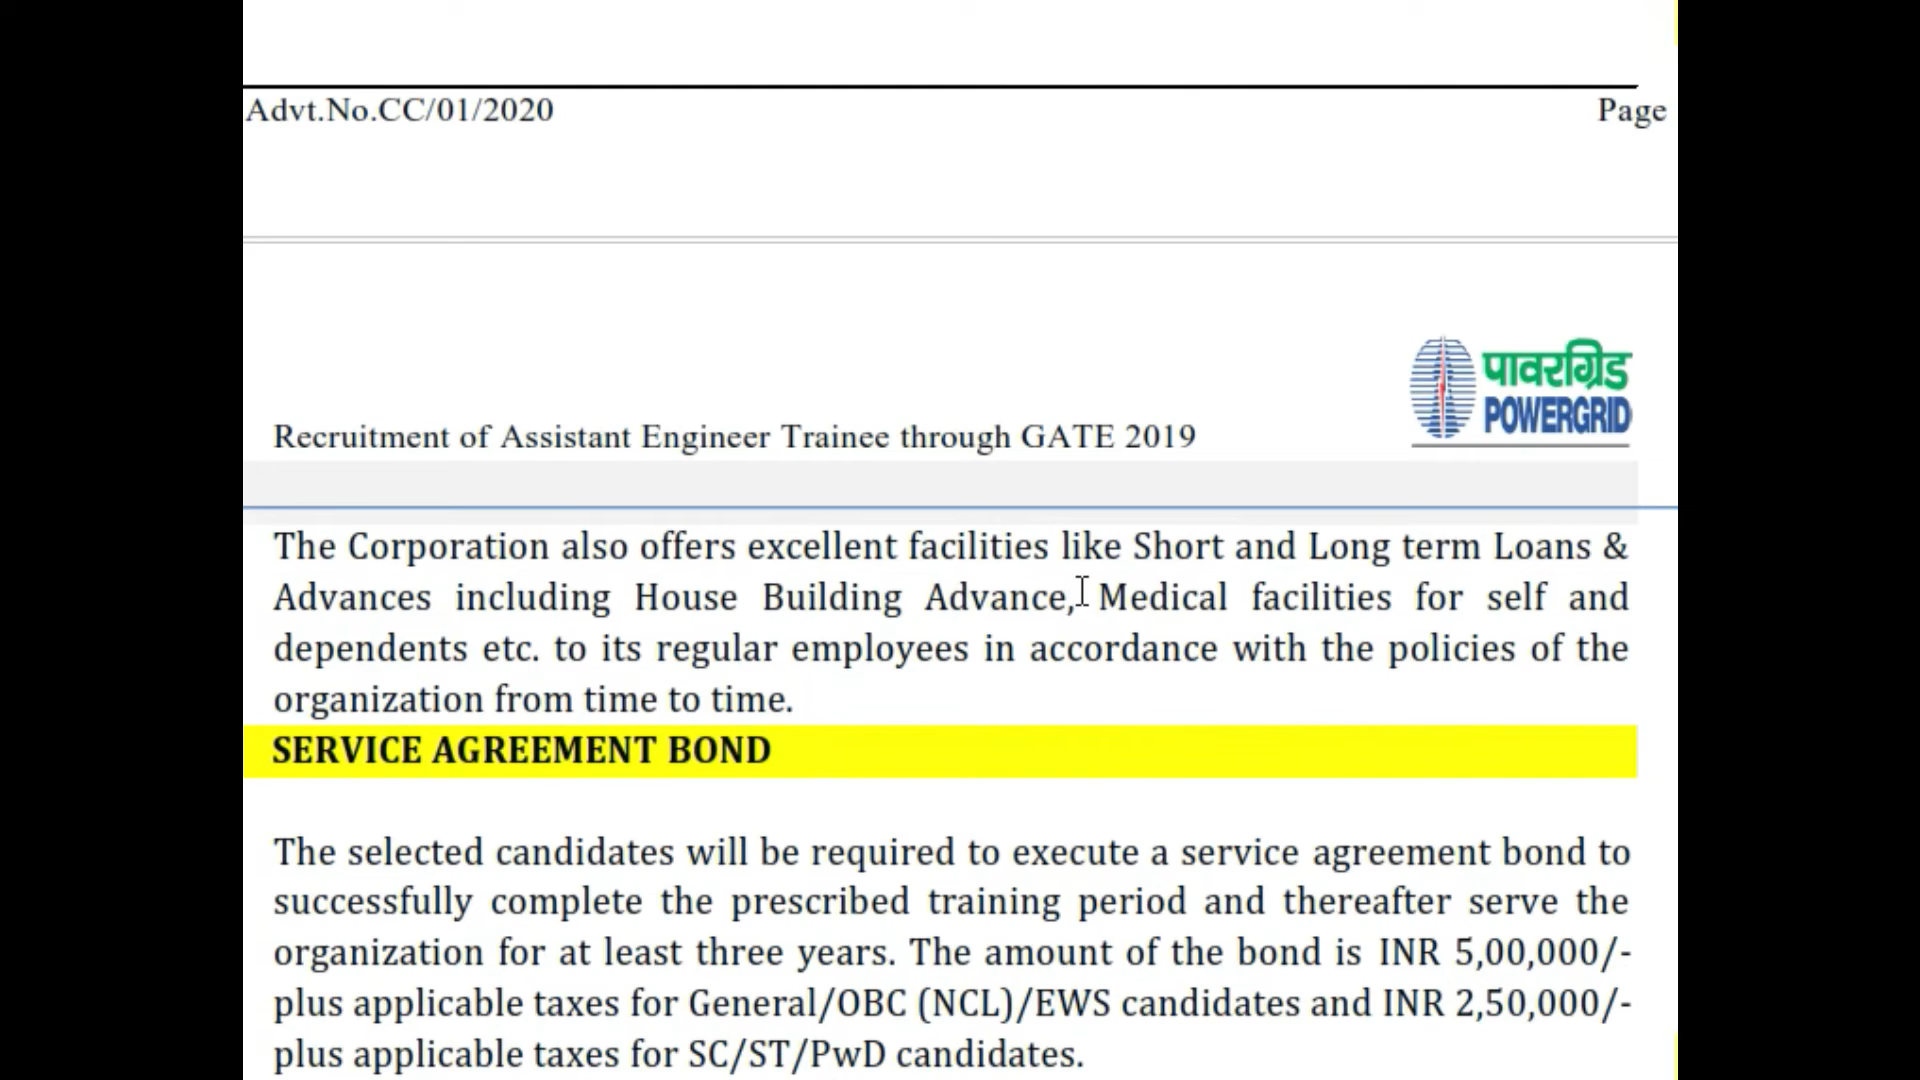 Advt.No.CC/01/2020 Page
पावरग्रिड
POWERGRID
Recruitment of Assistant Engineer Trainee through GATE 2019
The Corporation also offers excellent facilities like Short and Long term Loans &
Advances including House Building Advance, Medical facilities for self and
dependents etc. to its regular employees in accordance with the policies of the
organization from time to time.
SERVICE AGREEMENT BOND
The selected candidates will be required to execute a service agreement bond to
successfully complete the prescribed training period and thereafter serve the
organization for at least three years. The amount of the bond is INR 5,00,000/-
plus applicable taxes for General/OBC (NCL)/EWS candidates and INR 2,50,000/-
plus applicable taxes for SC/ST/PwD candidates.